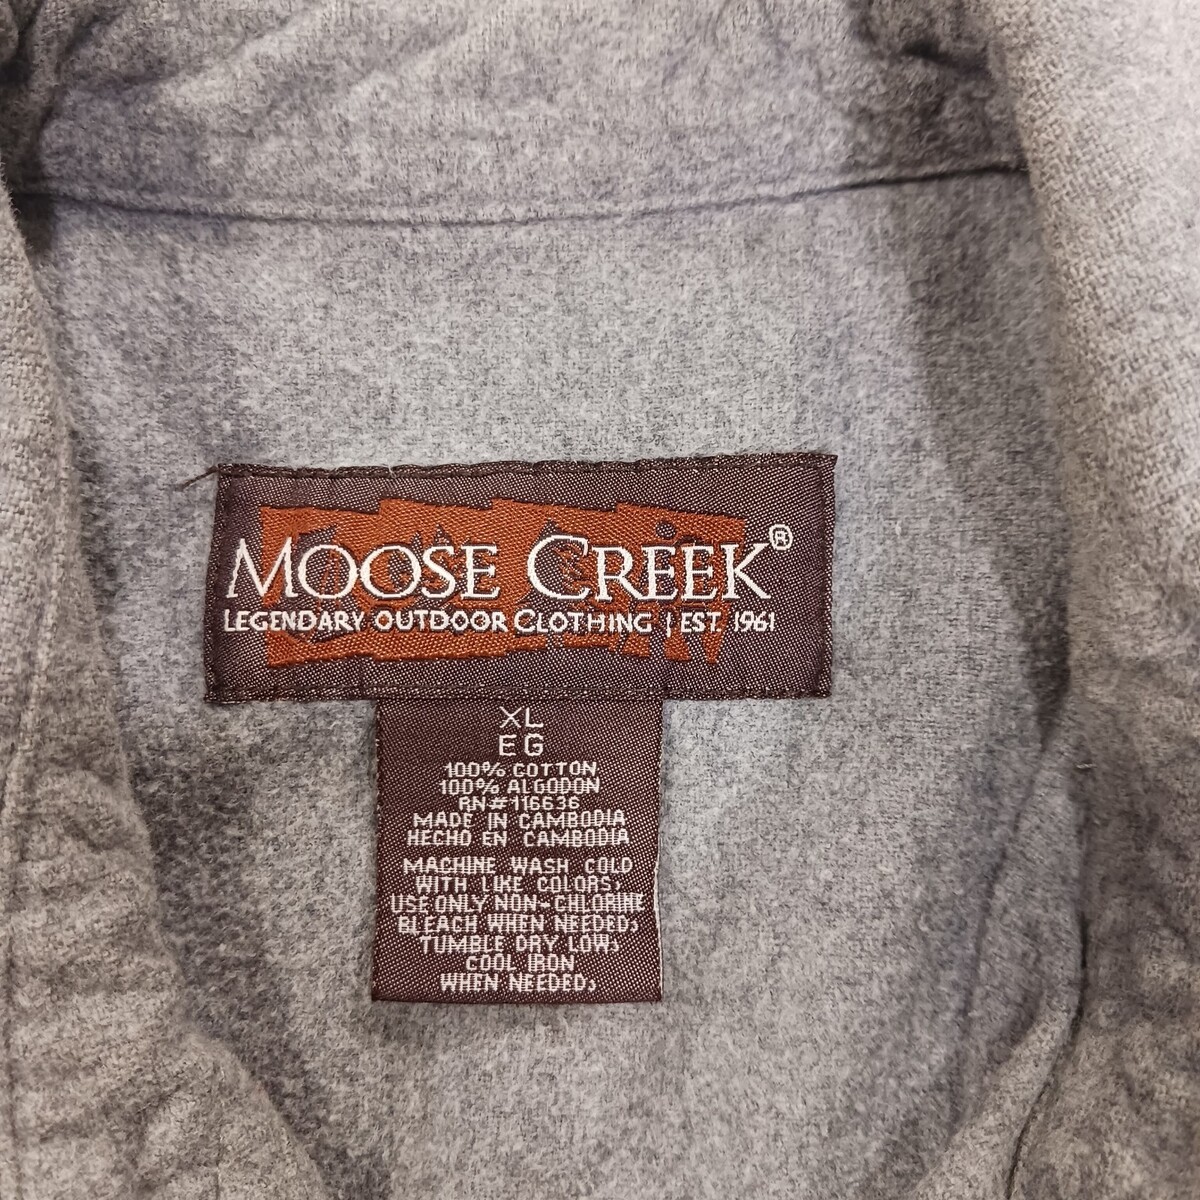 MOOSE CREEK®
LEGENDARY OUTDOOR CLOTHING | EST. 1961
XL
EG
100% COTTON
100% ALGODON
RN#116636
MADE IN CAMBODIA
HECHO EN CAMBODIA
MACHINE WASH COLD
WITH LIKE COLORS;
USE ONLY NON-CHLORINE
BLEACH WHEN NEEDED;
TUMBLE DRY LOW;
COOL IRON
WHEN NEEDED;